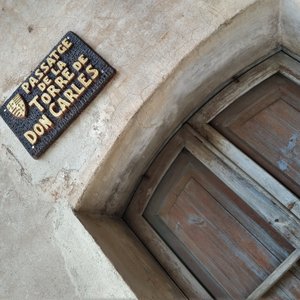 PASSATGE
DE LA
TORRE DE
DON CARLES